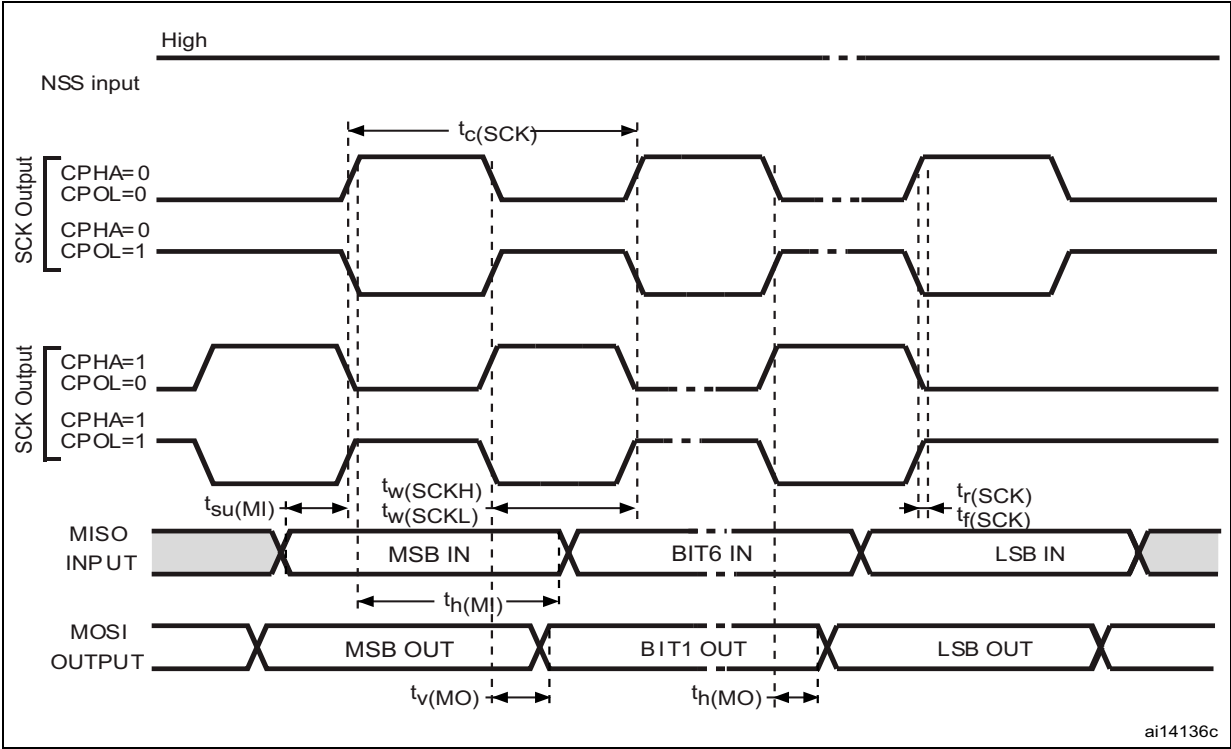 High
NSS input
tc(SCK)
SCK Output
CPHA=0
CPOL=0
CPHA=0
CPOL=1
SCK Output
CPHA=1
CPOL=0
CPHA=1
CPOL=1
tsu(MI)
tw(SCKH)
tw(SCKL)
tr(SCK)
tf(SCK)
MISO
INPUT
MSB IN
BIT6 IN
LSB IN
th(MI)
MOSI
OUTPUT
MSB OUT
BIT1 OUT
LSB OUT
tv(MO)
th(MO)
ai14136c